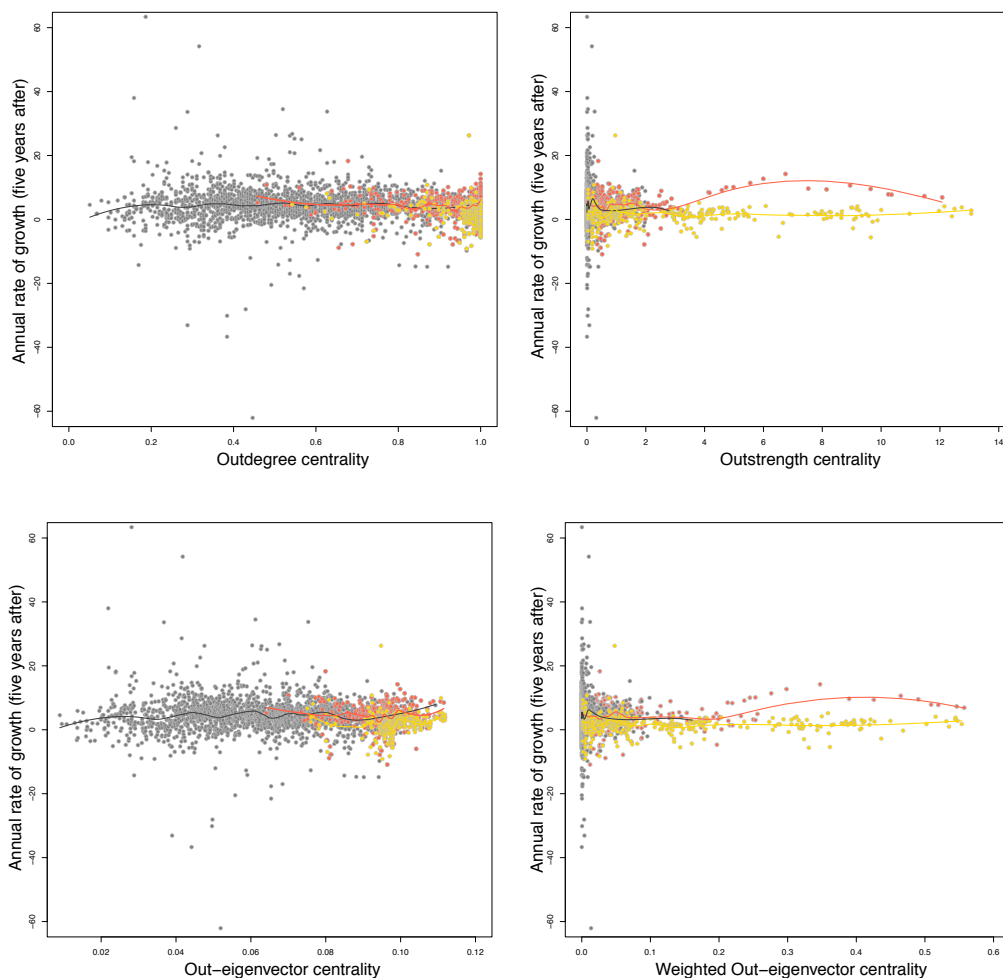 Annual rate of growth (five years after)
60
40
20
0
−20
−40
−60
0.0 0.2 0.4 0.6 0.8 1.0
Outdegree centrality
Annual rate of growth (five years after)
60
40
20
0
−20
−40
−60
0 2 4 6 8 10 12 14
Outstrength centrality
Annual rate of growth (five years after)
60
40
20
0
−20
−40
−60
0.02 0.04 0.06 0.08 0.10 0.12
Out−eigenvector centrality
Annual rate of growth (five years after)
60
40
20
0
−20
−40
−60
0.0 0.1 0.2 0.3 0.4 0.5 0.6
Weighted Out−eigenvector centrality